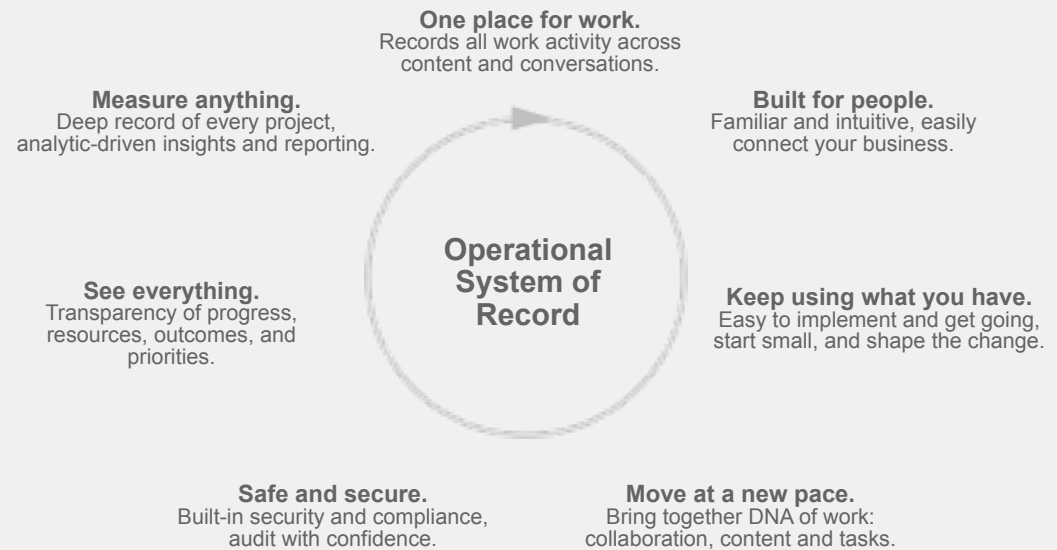 One place for work.
Records all work activity across
content and conversations.
Built for people.
Familiar and intuitive, easily
connect your business.
Keep using what you have.
Easy to implement and get going,
start small, and shape the change.
Move at a new pace.
Bring together DNA of work:
collaboration, content and tasks.
Safe and secure.
Built-in security and compliance,
audit with confidence.
See everything.
Transparency of progress,
resources, outcomes, and
priorities.
Measure anything.
Deep record of every project,
analytic-driven insights and reporting.
Operational
System of
Record